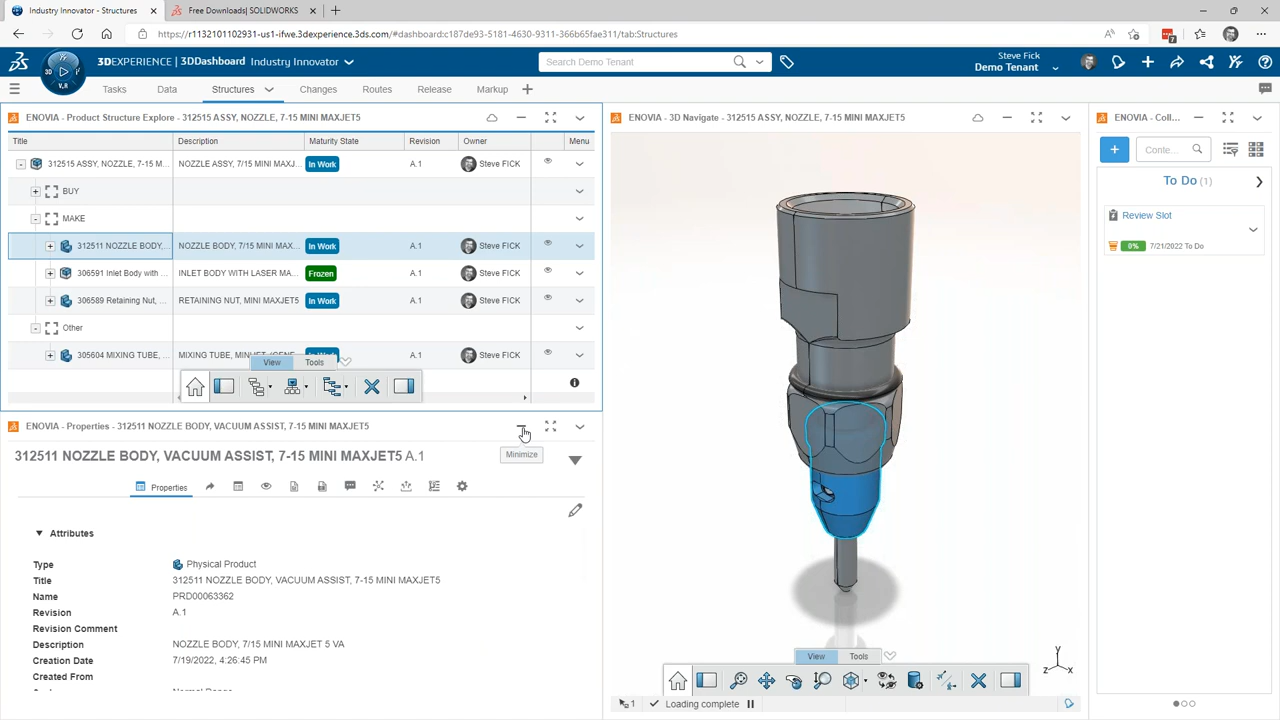 Industry Innovator - Structures
Free Downloads| SOLIDWORKS
https://r1132101102931-us1-ifwe.3dexperience.3ds.com/#dashboard:c187de93-5181-4630-9311-366b65fae311/tab:Structures
3DEXPERIENCE | 3DDashboard Industry Innovator
Search Demo Tenant
Steve Fick
Demo Tenant
V,R
Tasks Data Structures Changes Routes Release Markup
ENOVIA - Product Structure Explore - 312515 ASSY, NOZZLE, 7-15 MINI MAXJET5
Title Description Maturity State Revision Owner Menu
312515 ASSY, NOZZLE, 7-15 M... NOZZLE ASSY, 7/15 MINI MAXJ... In Work A.1 Steve FICK
BUY
MAKE
312511 NOZZLE BODY,... NOZZLE BODY, 7/15 MINI MAX... In Work A.1 Steve FICK
306591 Inlet Body with ... INLET BODY WITH LASER MA... Frozen A.1 Steve FICK
306589 Retaining Nut, ... RETAINING NUT, MINI MAXJET5 In Work A.1 Steve FICK
Other
305604 MIXING TUBE, ... MIXING TUBE, A.1 Steve FICK
View Tools
ENOVIA - Properties - 312511 NOZZLE BODY, VACUUM ASSIST, 7-15 MINI MAXJET5
Minimize
312511 NOZZLE BODY, VACUUM ASSIST, 7-15 MINI MAXJET5 A.1
Properties
Attributes
Type Physical Product
Title 312511 NOZZLE BODY, VACUUM ASSIST, 7-15 MINI MAXJET5
Name PRD00063362
Revision A.1
Revision Comment
Description NOZZLE BODY, 7/15 MINI MAXJET 5 VA
Creation Date 7/19/2022, 4:26:45 PM
Created From
ENOVIA - 3D Navigate - 312515 ASSY, NOZZLE, 7-15 MINI MAXJET5
View Tools
y
z x
1 Loading complete
ENOVIA - Coll...
Conte...
To Do (1)
Review Slot
0% 7/21/2022 To Do